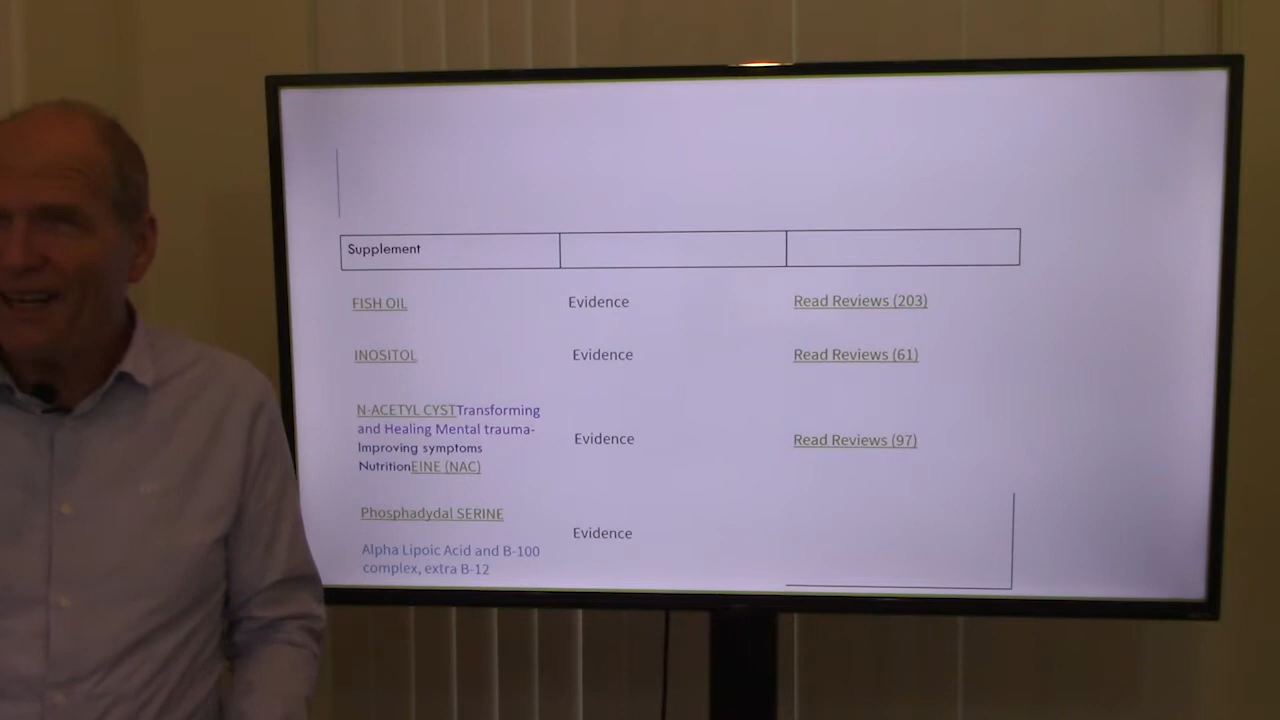 Supplement
FISH OIL Evidence Read Reviews (203)
INOSITOL Evidence Read Reviews (61)
N-ACETYL CYSTTransforming
and Healing Mental trauma-
Improving symptoms
NutritionEINE (NAC)
Evidence Read Reviews (97)
Phosphadydal SERINE
Evidence
Alpha Lipoic Acid and B-100
complex, extra B-12